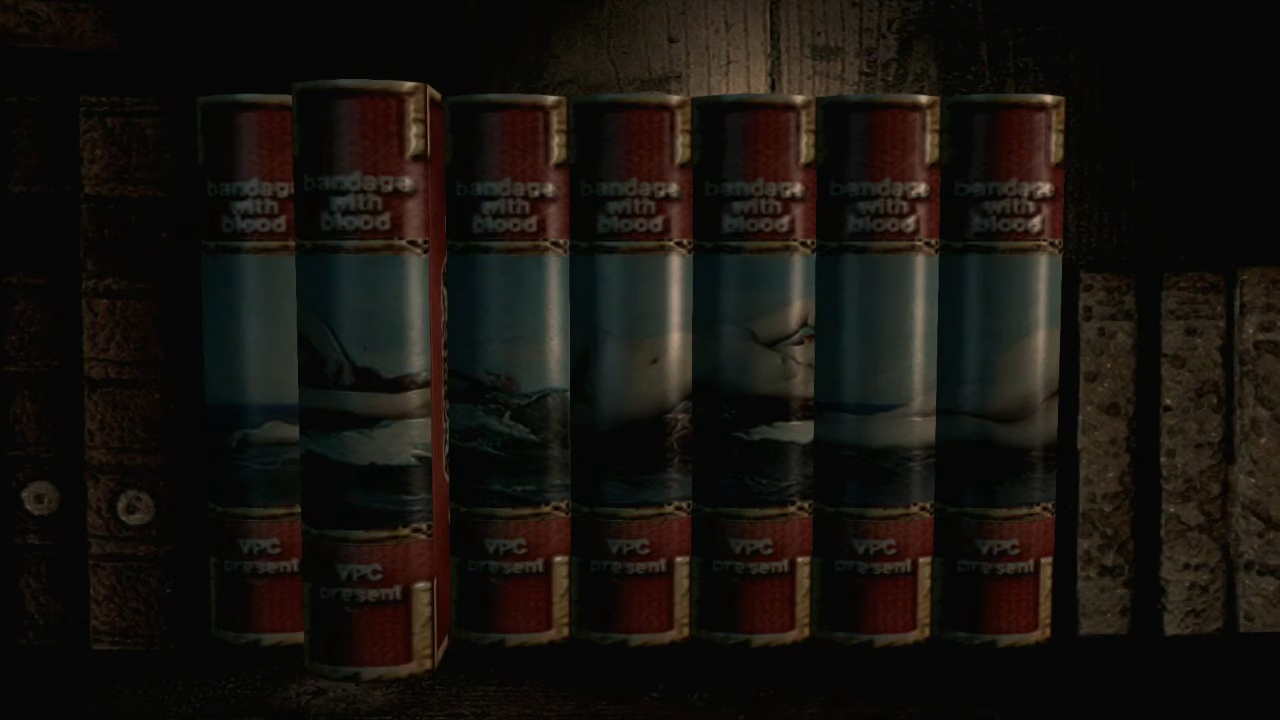 bandage
with
blood
VPC
present
bandage
with
blood
VPC
present
bandage
with
blood
VPC
present
bandage
with
blood
VPC
present
bandage
with
blood
VPC
present
bandage
with
blood
VPC
present
bandage
with
blood
VPC
present